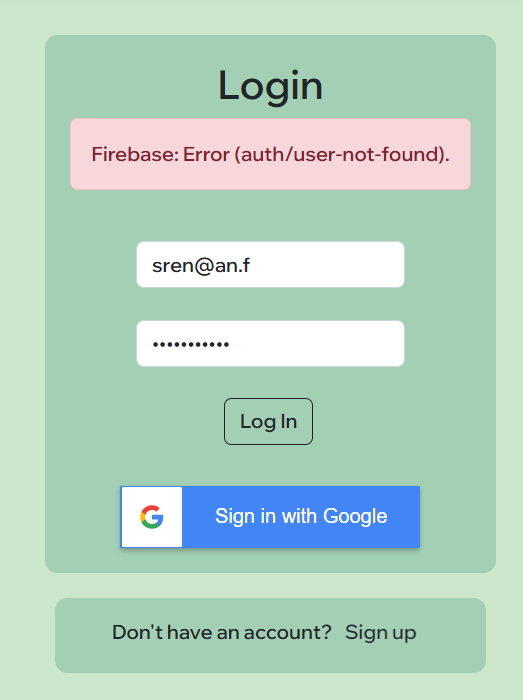 Login
Firebase: Error (auth/user-not-found).
sren@an.f
•••••••••••
Log In
Sign in with Google
Don't have an account? Sign up